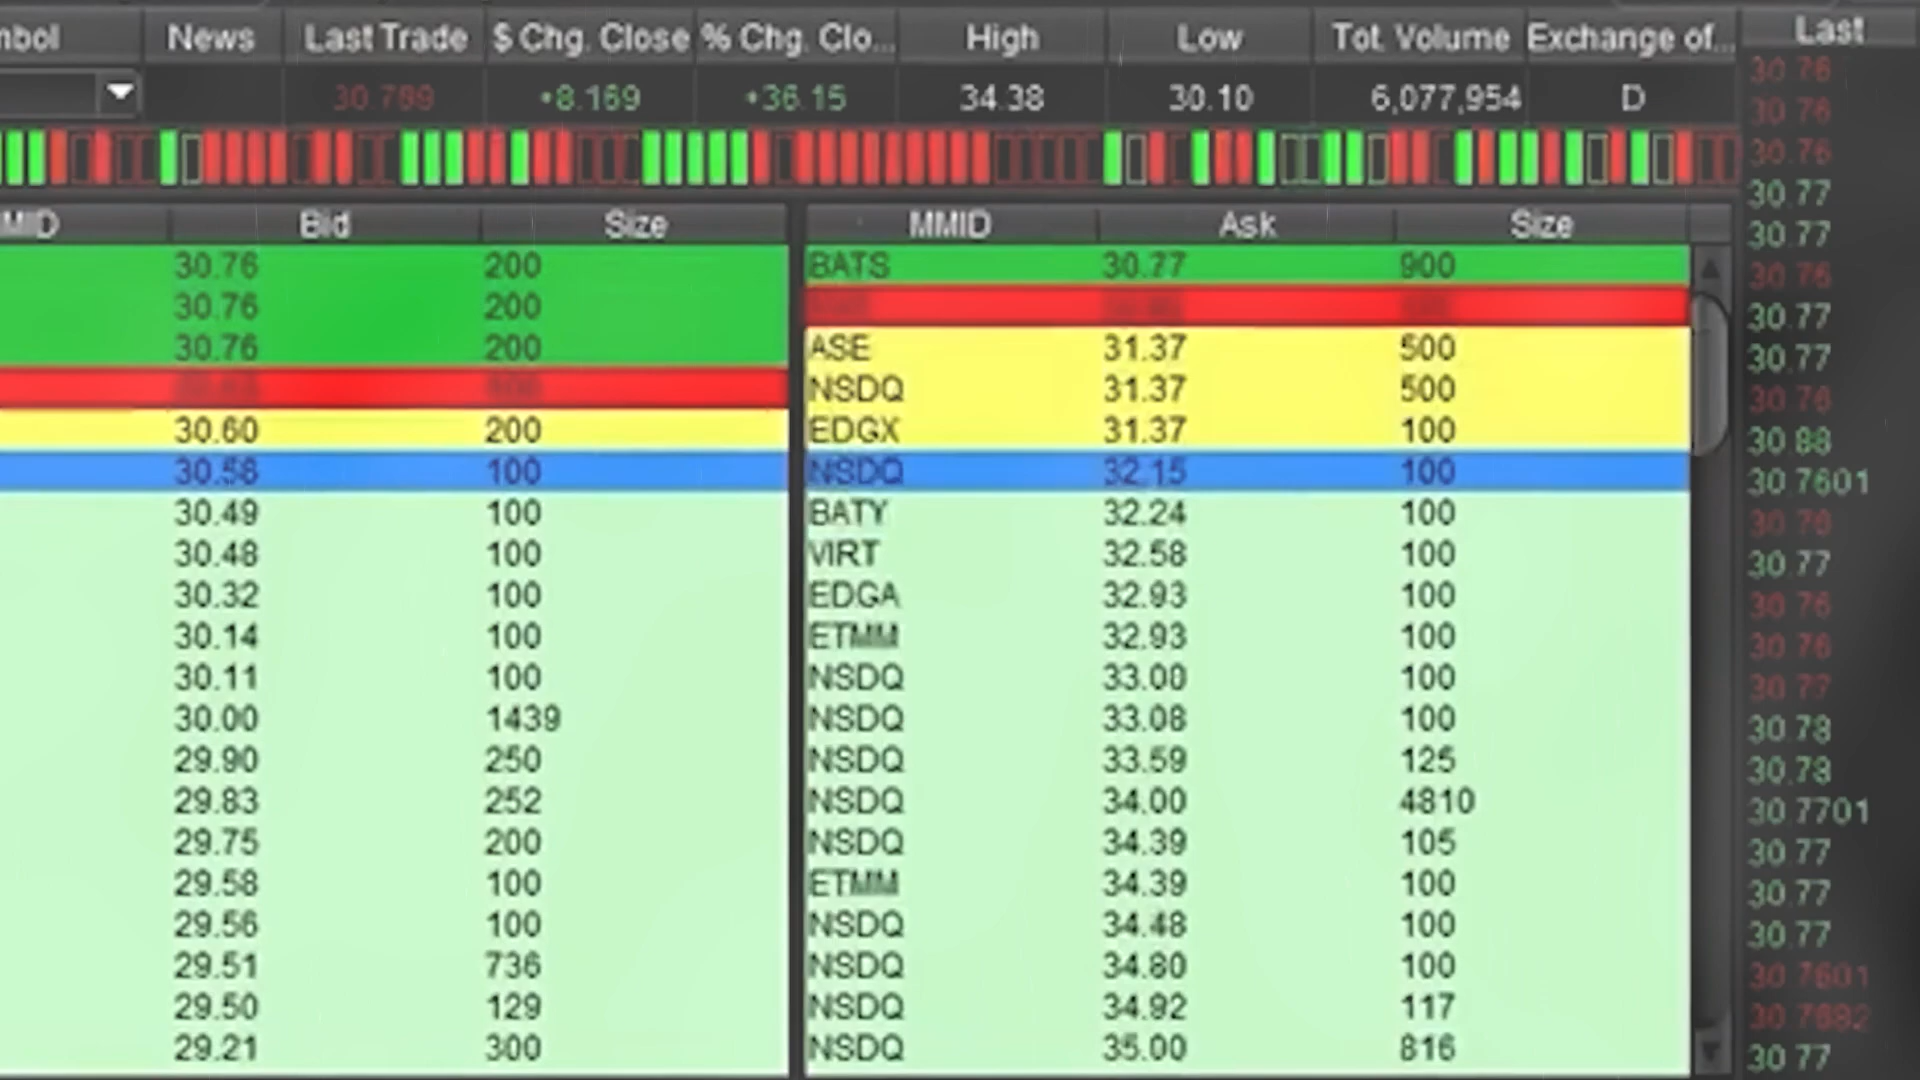 mbol News Last Trade $ Chg. Close % Chg. Clo... High Low Tot. Volume Exchange of... Last
30.789 +8.169 +36.15 34.38 30.10 6,077,954 D
MID Bid Size MMID Ask Size
30.76 200 BATS 30.77 900
30.76 200
30.76 200 ASE 31.37 500
NSDQ 31.37 500
30.60 200 EDGX 31.37 100
30.56 100 NSDQ 32.15 100
30.49 100 BATY 32.24 100
30.48 100 VIRT 32.58 100
30.32 100 EDGA 32.93 100
30.14 100 ETMM 32.93 100
30.11 100 NSDQ 33.00 100
30.00 1439 NSDQ 33.08 100
29.90 250 NSDQ 33.59 125
29.83 252 NSDQ 34.00 4810
29.75 200 NSDQ 34.39 105
29.58 100 ETMM 34.39 100
29.56 100 NSDQ 34.48 100
29.51 736 NSDQ 34.80 100
29.50 129 NSDQ 34.92 117
29.21 300 NSDQ 35.00 816
30.76
30.76
30.76
30.77
30.77
30.76
30.77
30.77
30.76
30.88
30.7601
30.76
30.77
30.76
30.76
30.77
30.78
30.78
30.7701
30.77
30.77
30.77
30.7601
30.77